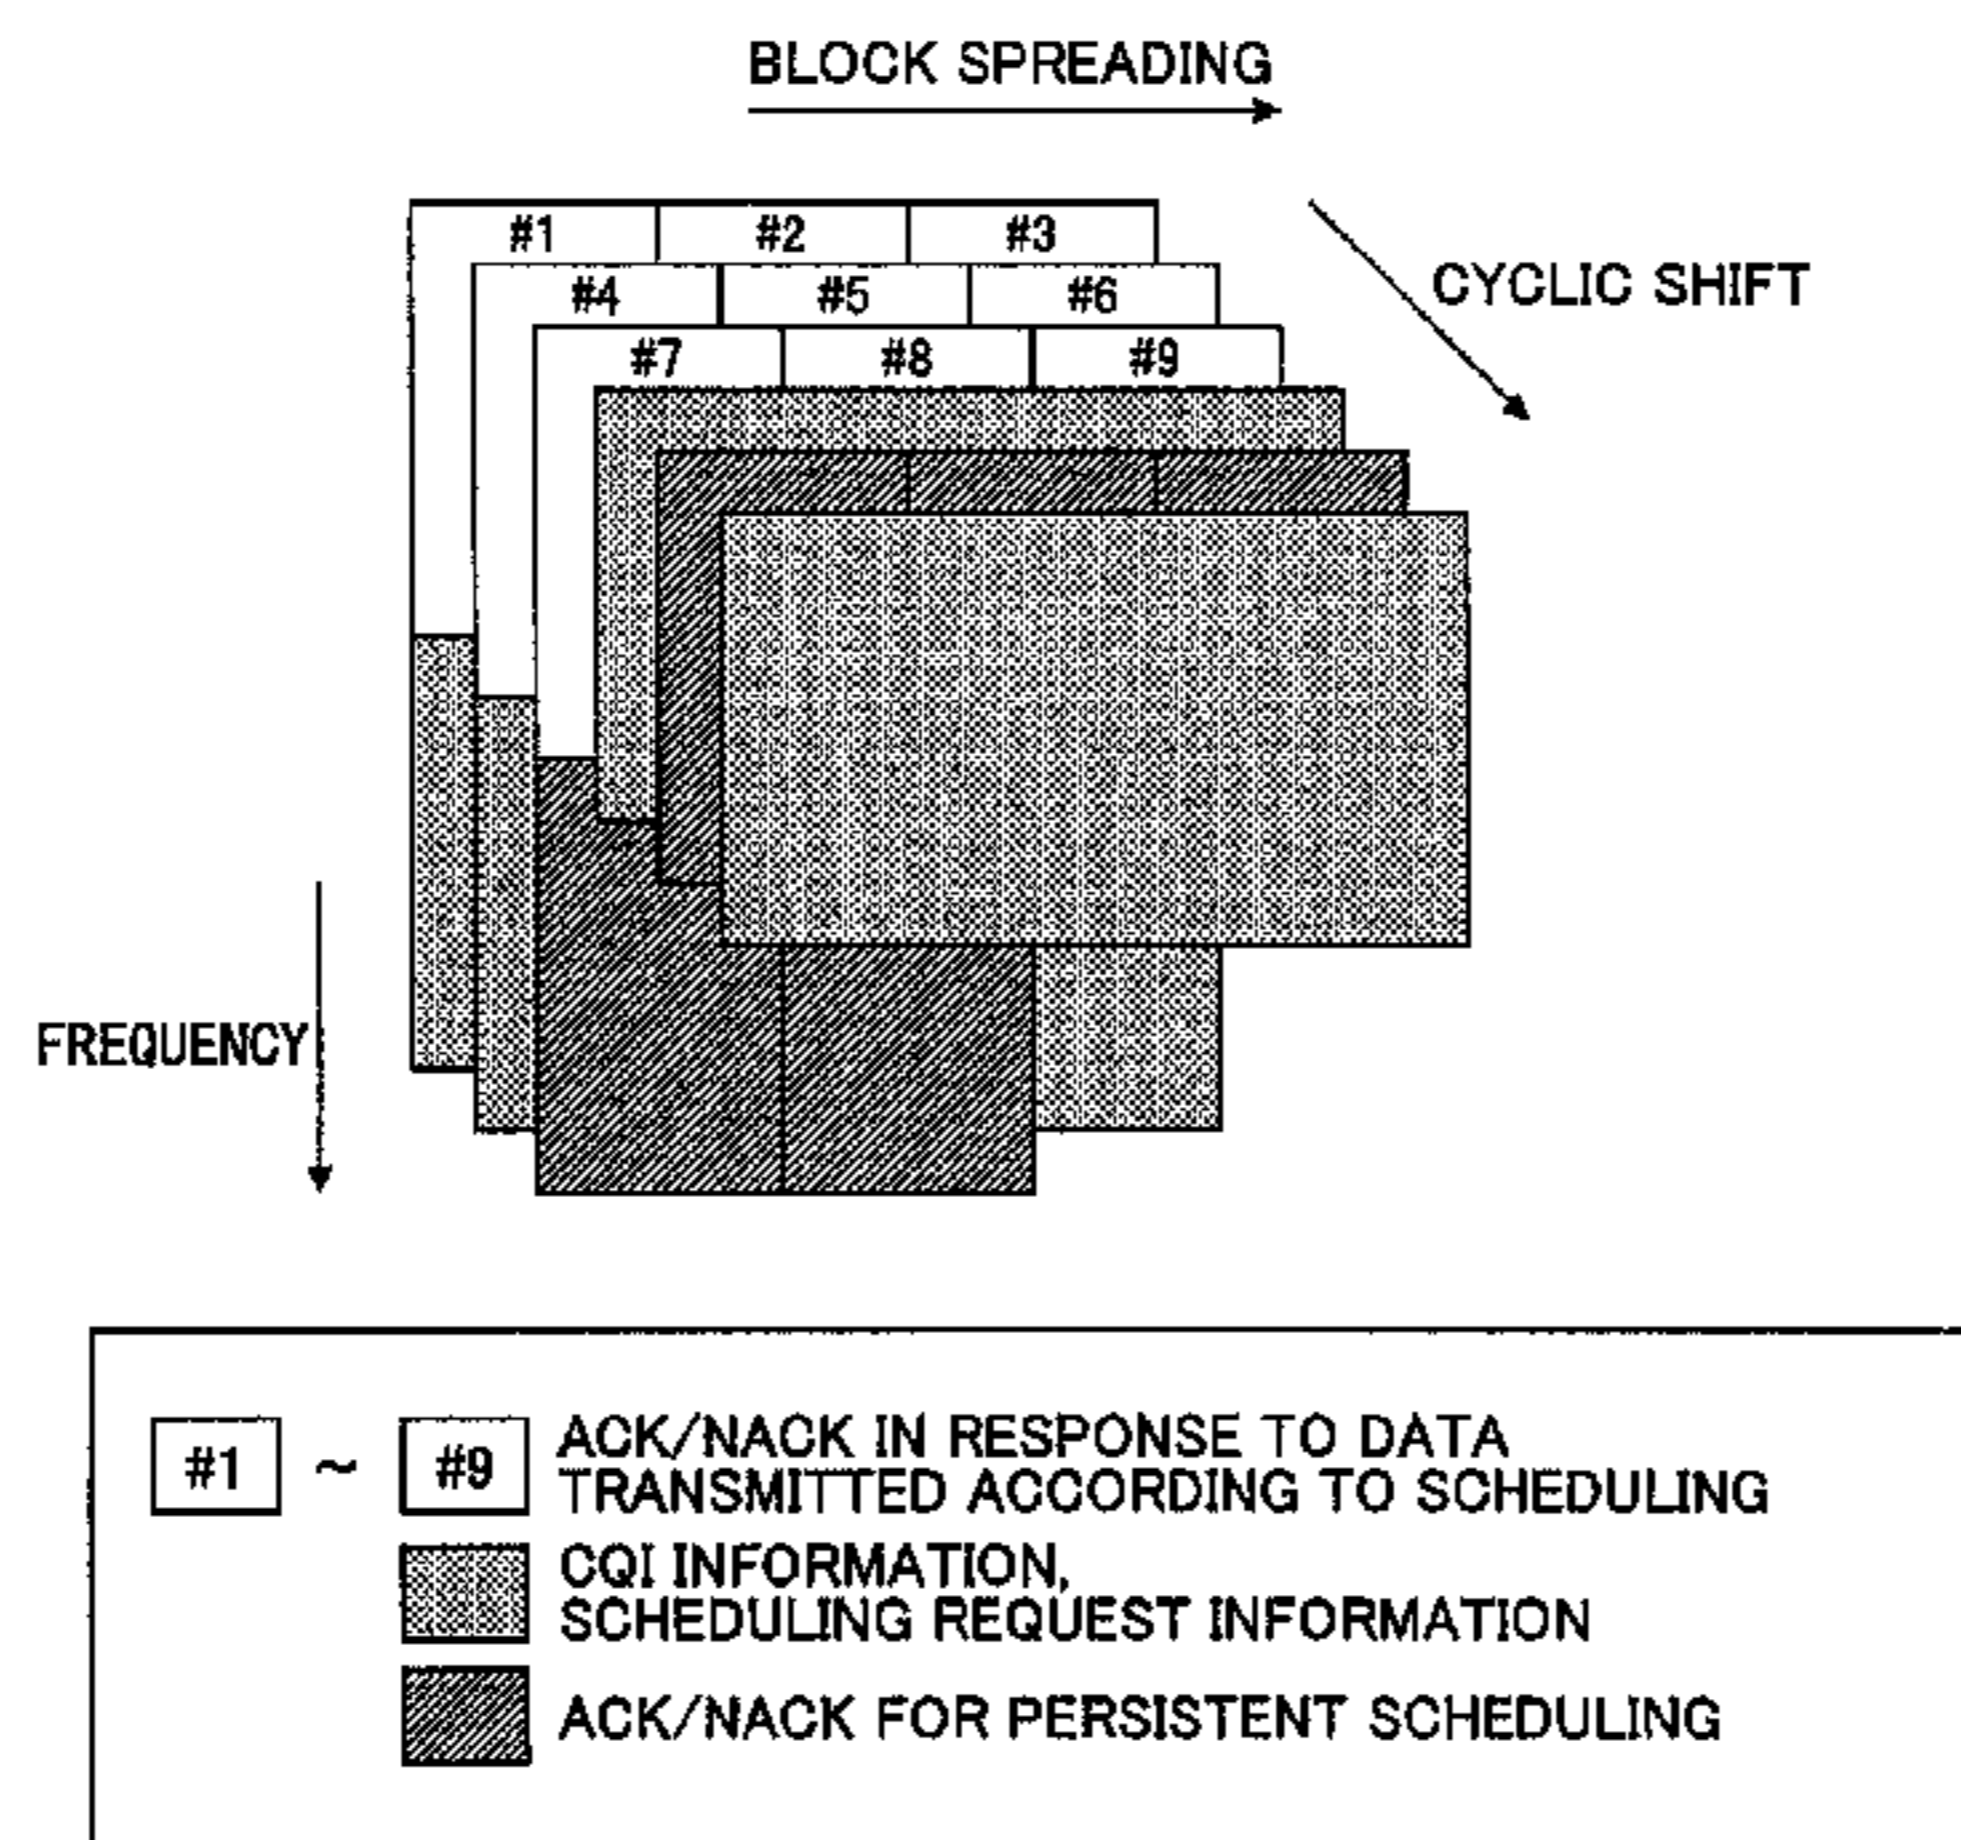 BLOCK SPREADING
#1 #2 #3
CYCLIC SHIFT
#4 #5 #6
#7 #8 #9
FREQUENCY
#1 ~ #9 ACK/NACK IN RESPONSE TO DATA
TRANSMITTED ACCORDING TO SCHEDULING
CQI INFORMATION,
SCHEDULING REQUEST INFORMATION
ACK/NACK FOR PERSISTENT SCHEDULING